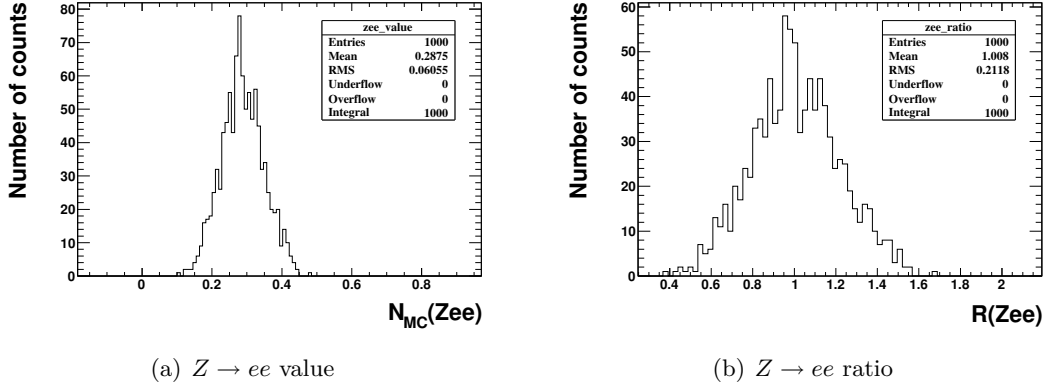 Number of counts
80
70
60
50
40
30
20
10
0
0 0.2 0.4 0.6 0.8
N_MC(Zee)
zee_value
Entries 1000
Mean 0.2875
RMS 0.06055
Underflow 0
Overflow 0
Integral 1000
(a) Z → ee value
Number of counts
60
50
40
30
20
10
0
0.4 0.6 0.8 1 1.2 1.4 1.6 1.8 2
R(Zee)
zee_ratio
Entries 1000
Mean 1.008
RMS 0.2118
Underflow 0
Overflow 0
Integral 1000
(b) Z → ee ratio